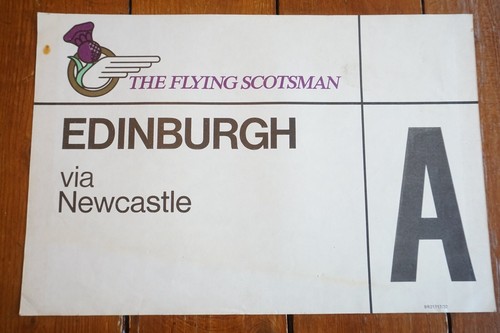 THE FLYING SCOTSMAN
EDINBURGH
via
Newcastle
A